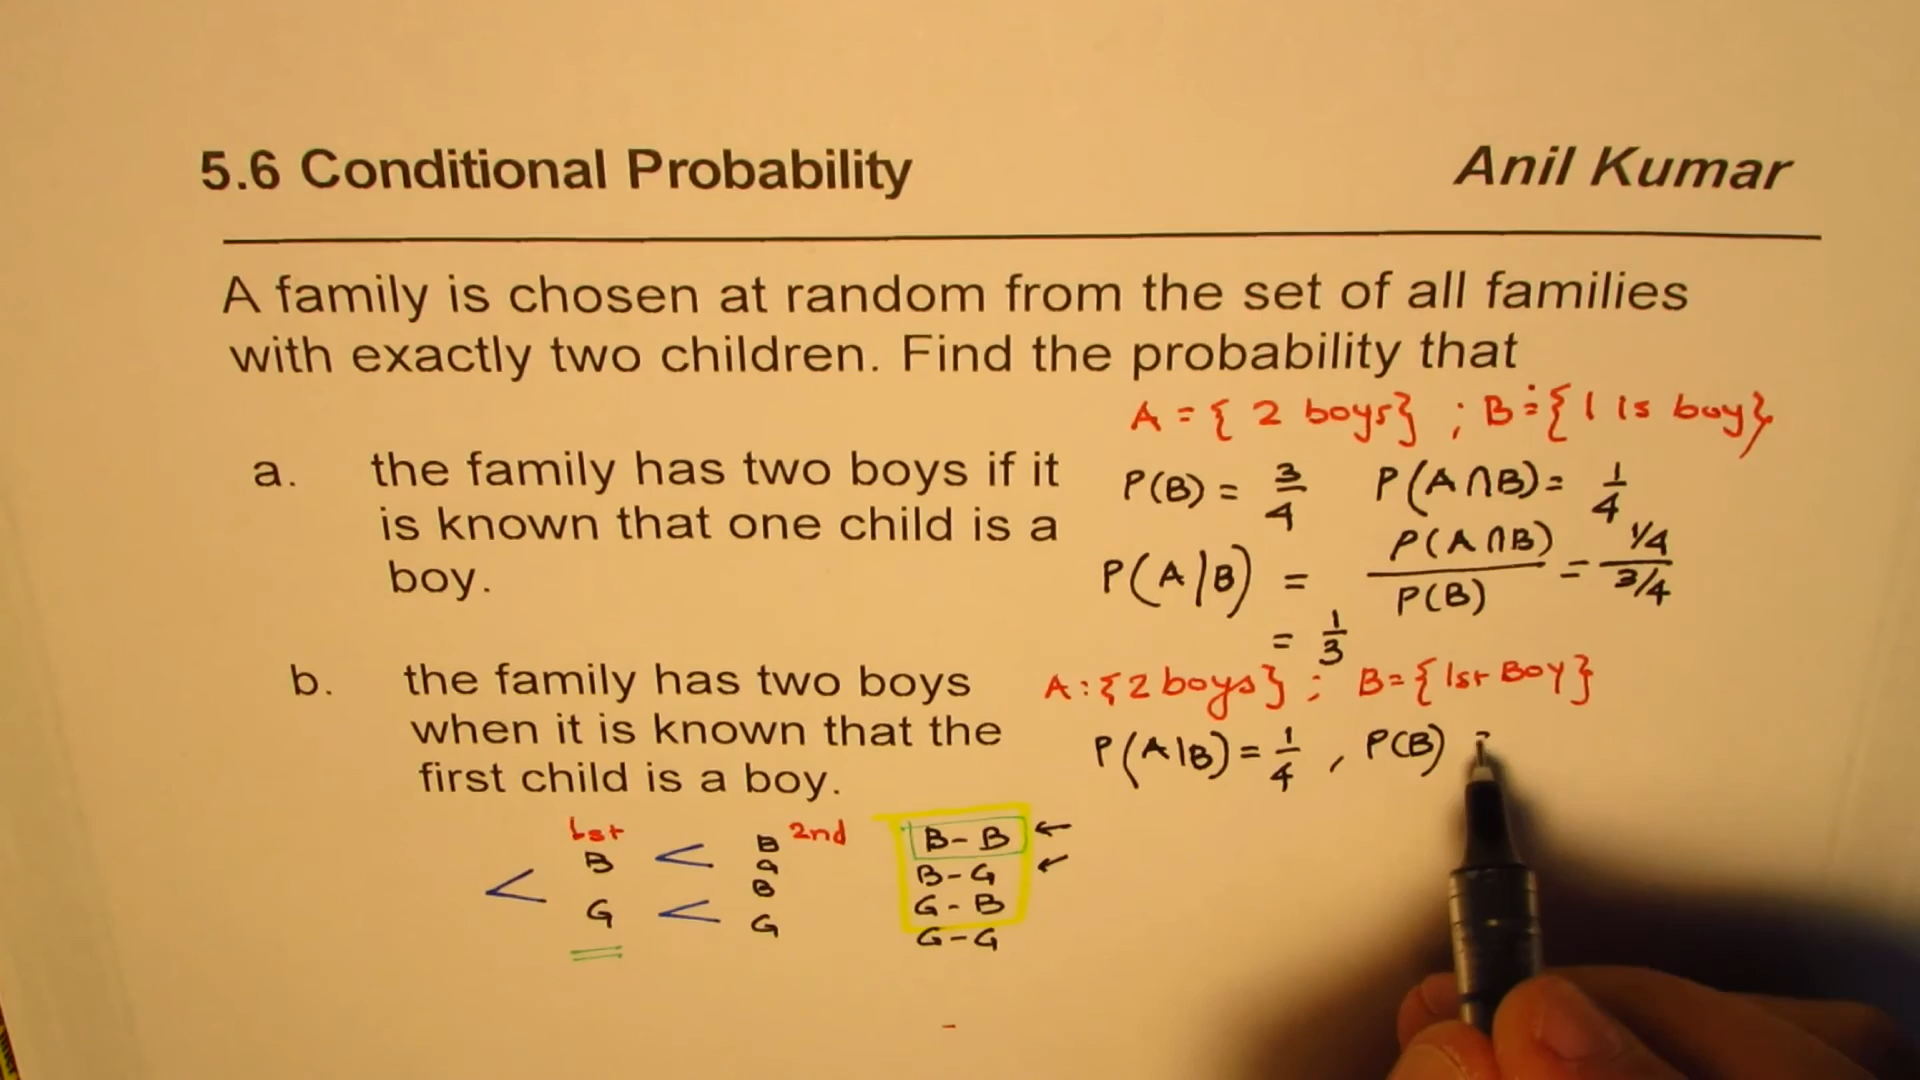 5.6 Conditional Probability Anil Kumar
A family is chosen at random from the set of all families
with exactly two children. Find the probability that
A = { 2 boys} ; B = { 1 is boy}
a. the family has two boys if it
is known that one child is a
boy.
P(B) = 3/4 P(A∩B) = 1/4
P(A|B) = P(A∩B)/P(B) = 1/4 / 3/4
= 1/3
b. the family has two boys
when it is known that the
first child is a boy.
A : {2 boys} ; B = {1st Boy}
P(A|B) = 1/4 , P(B) =
1st 2nd
B < B
G
G < B
G
B - B ←
B - G ←
G - B
G - G